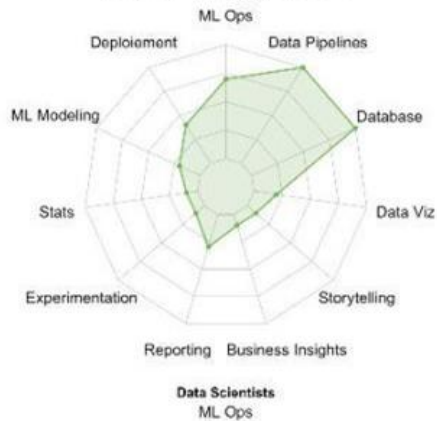 ML Ops
Deploiement
Data Pipelines
ML Modeling
Database
Stats
Data Viz
Experimentation
Storytelling
Reporting
Business Insights
Data Scientists
ML Ops